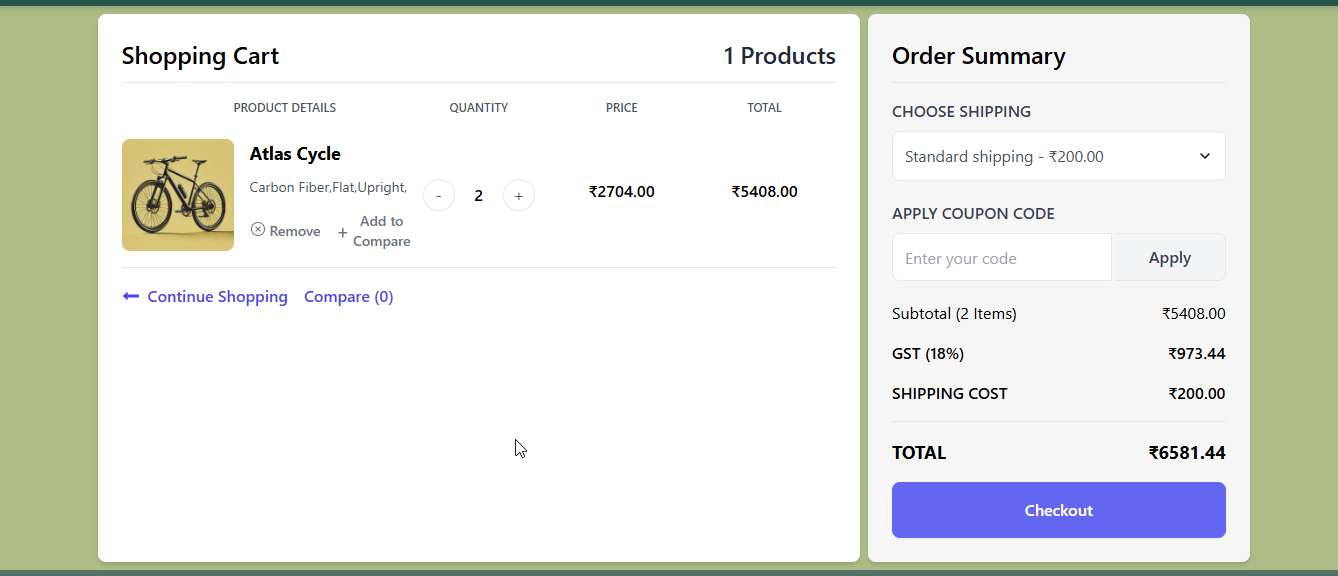 Shopping Cart
1 Products
PRODUCT DETAILS
QUANTITY
PRICE
TOTAL
Atlas Cycle
Carbon Fiber,Flat,Upright,
Remove
+ Add to
Compare
-
2
+
₹2704.00
₹5408.00
Continue Shopping
Compare (0)
Order Summary
CHOOSE SHIPPING
Standard shipping - ₹200.00
APPLY COUPON CODE
Enter your code
Apply
Subtotal (2 Items)
₹5408.00
GST (18%)
₹973.44
SHIPPING COST
₹200.00
TOTAL
₹6581.44
Checkout